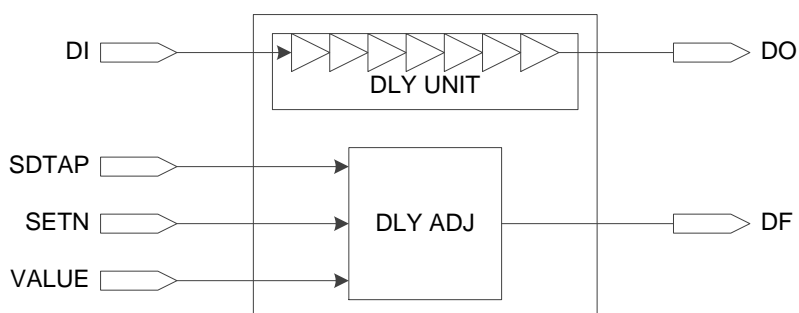 DI
DO
DLY UNIT
SDTAP
SETN
DLY ADJ
DF
VALUE